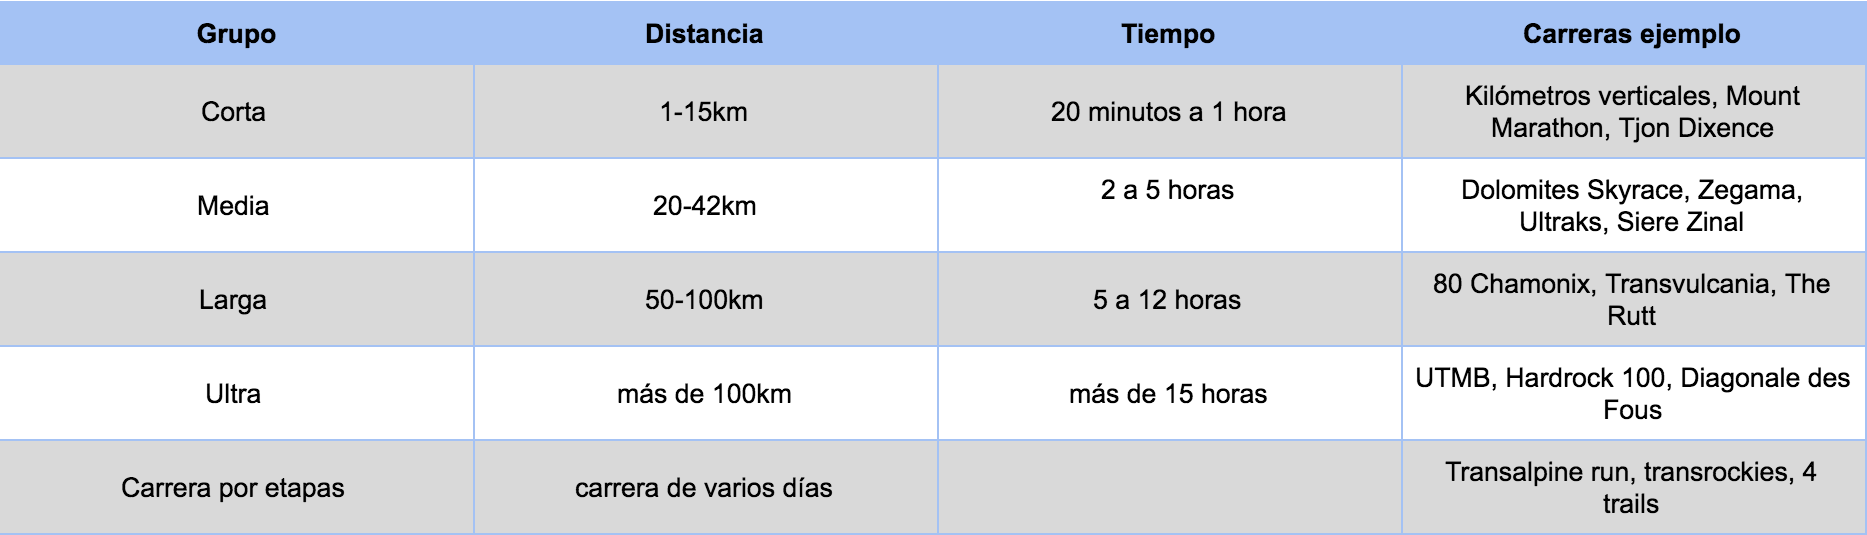 Grupo Distancia Tiempo Carreras ejemplo
Corta 1-15km 20 minutos a 1 hora Kilómetros verticales, Mount
Marathon, Tjon Dixence
Media 20-42km 2 a 5 horas Dolomites Skyrace, Zegama,
Ultraks, Siere Zinal
Larga 50-100km 5 a 12 horas 80 Chamonix, Transvulcania, The
Rutt
Ultra más de 100km más de 15 horas UTMB, Hardrock 100, Diagonale des
Fous
Carrera por etapas carrera de varios días Transalpine run, transrockies, 4
trails